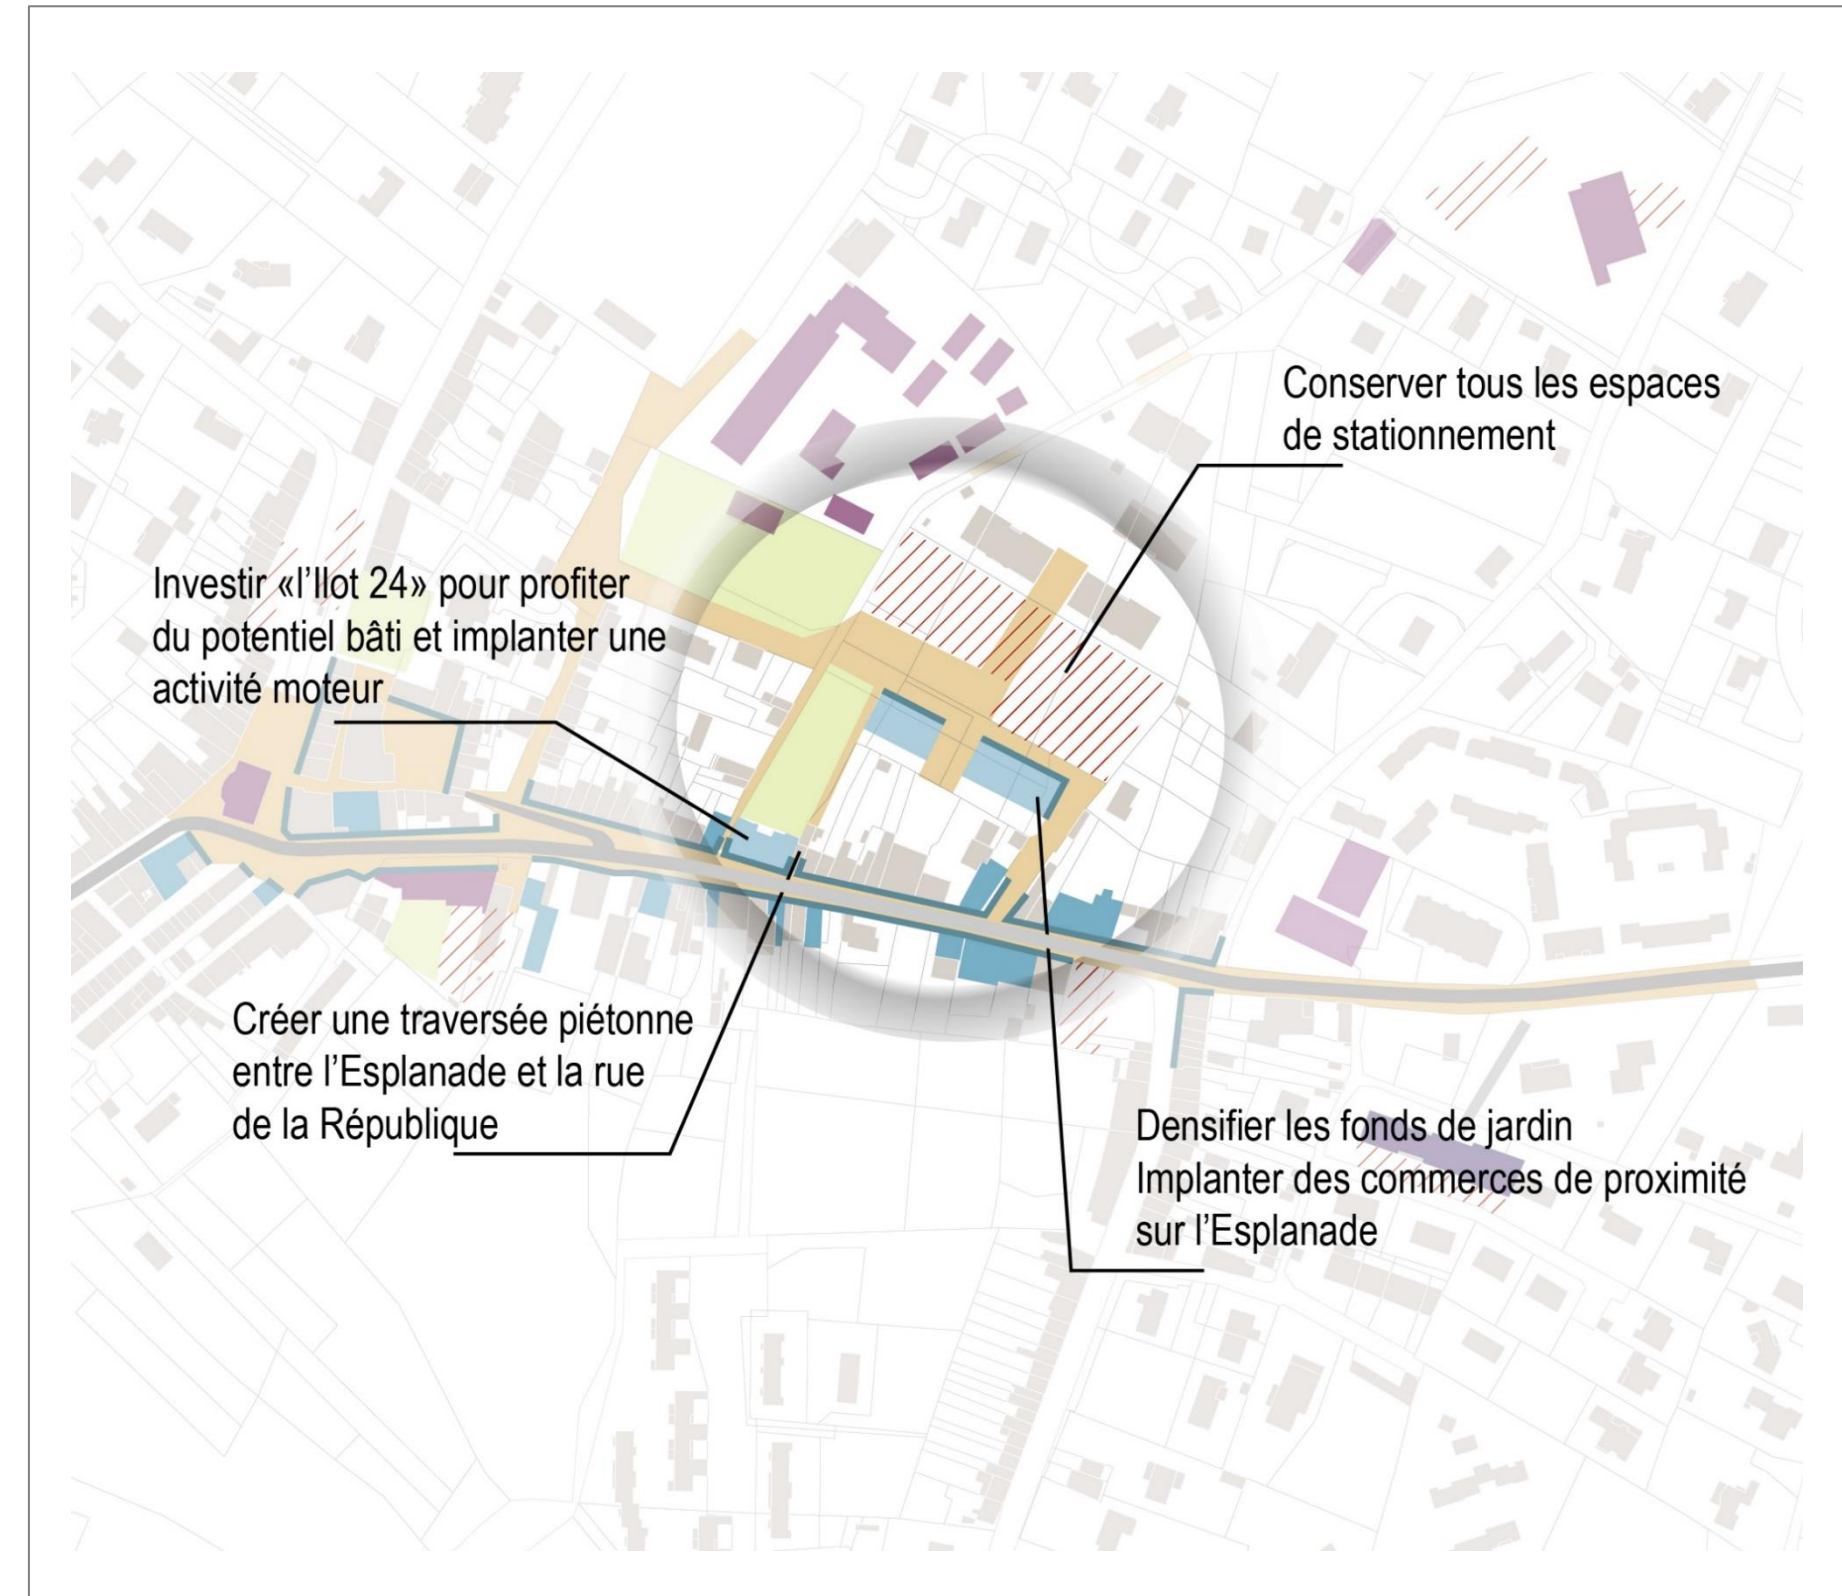 Conserver tous les espaces
de stationnement
Investir «l'Ilot 24» pour profiter
du potentiel bâti et implanter une
activité moteur
Créer une traversée piétonne
entre l'Esplanade et la rue
de la République
Densifier les fonds de jardin
Implanter des commerces de proximité
sur l'Esplanade